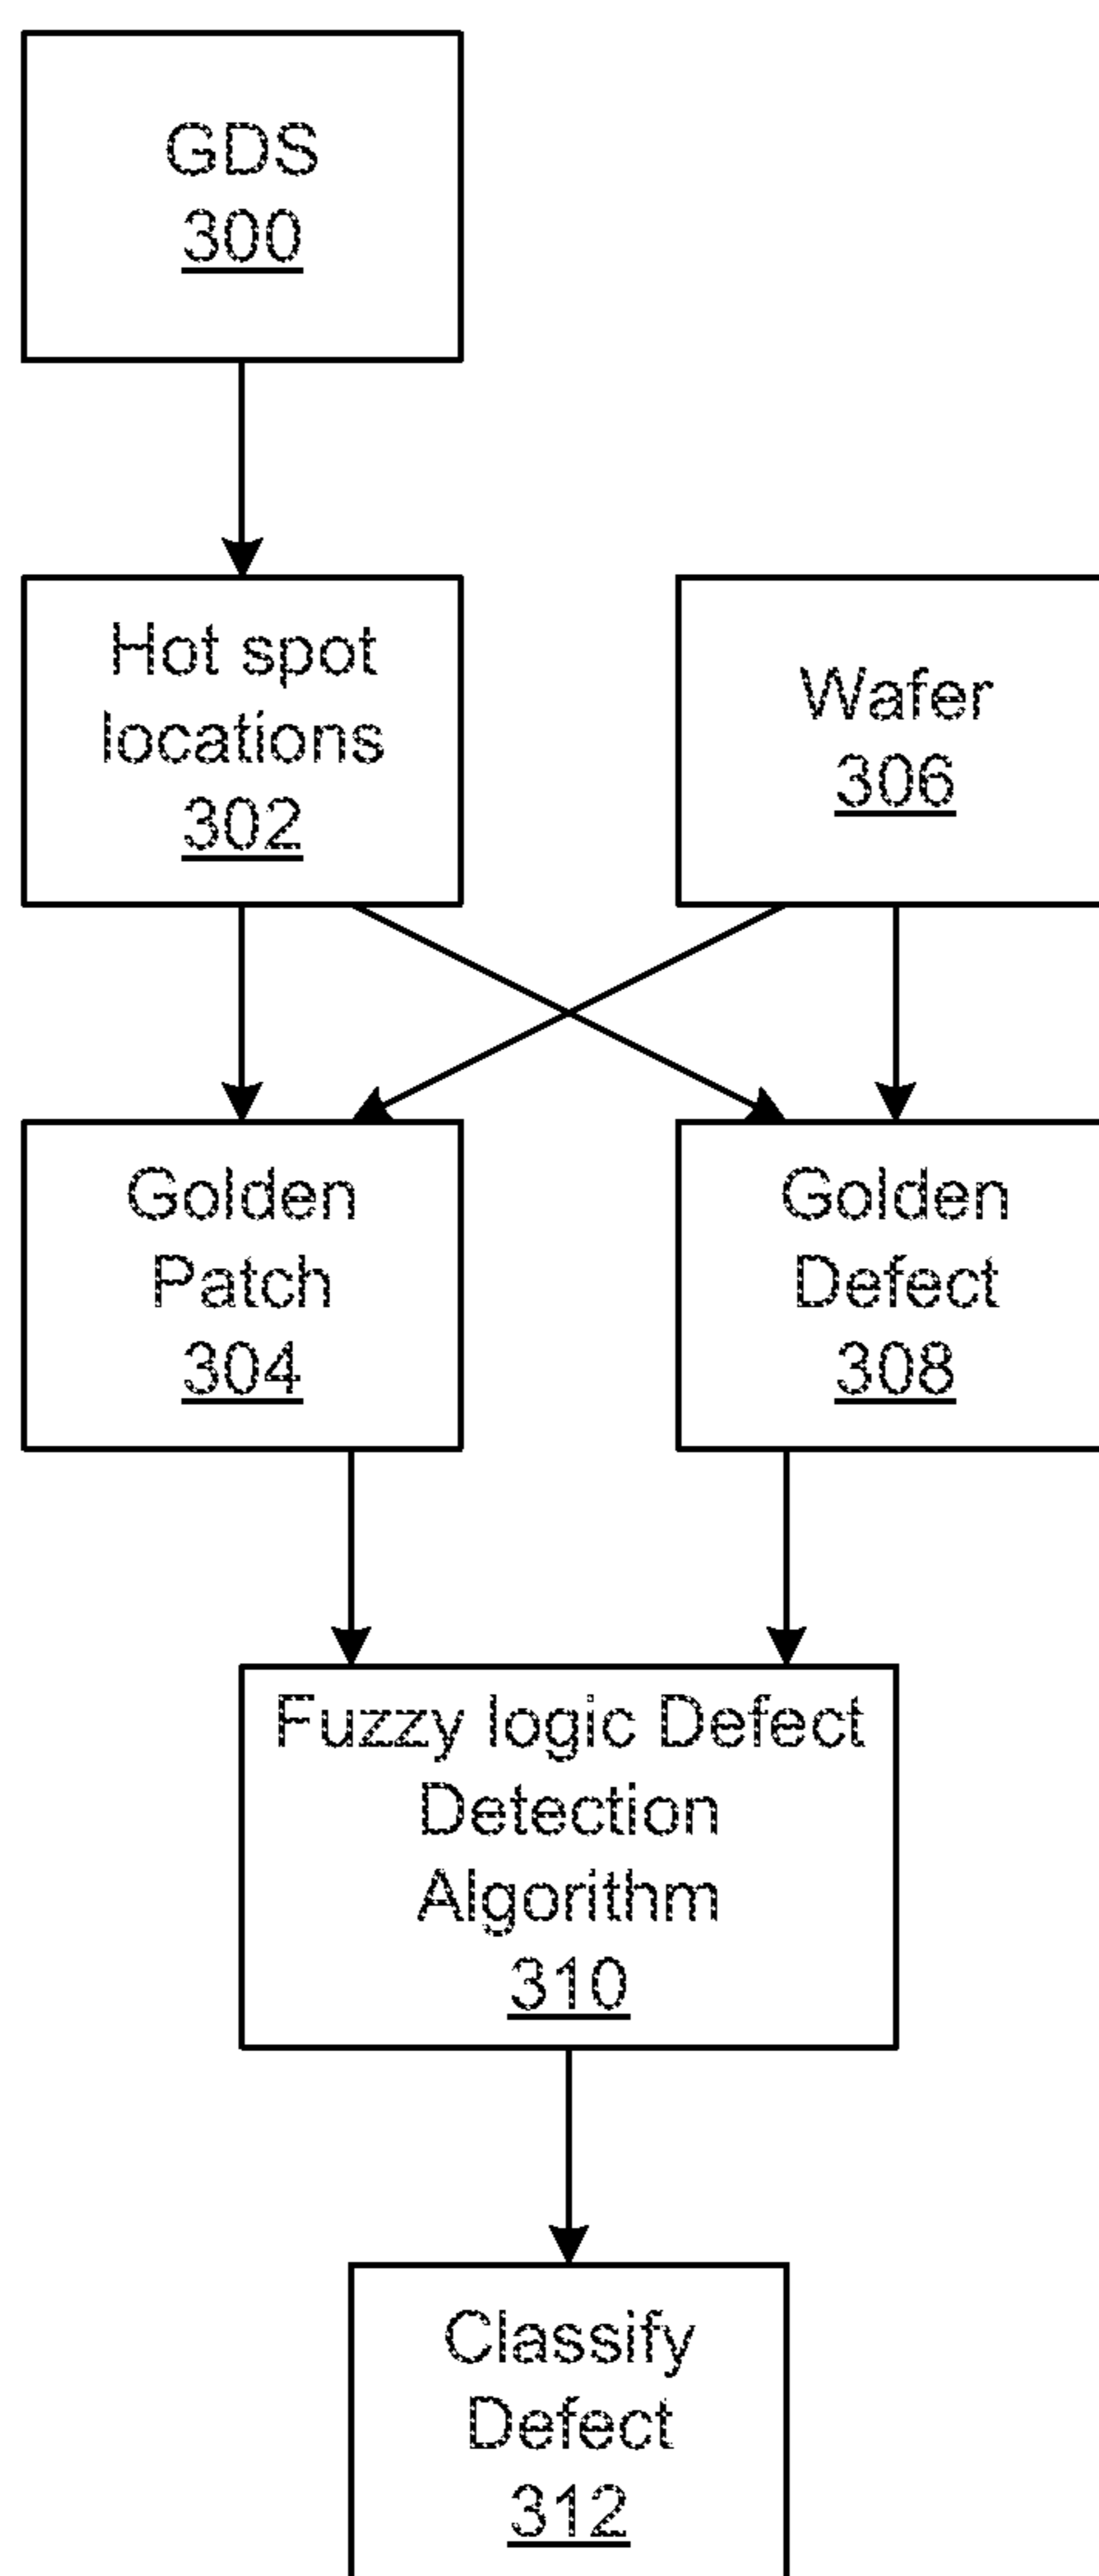 GDS
300
Hot spot
locations
302
Wafer
306
Golden
Patch
304
Golden
Defect
308
Fuzzy logic Defect
Detection
Algorithm
310
Classify
Defect
312